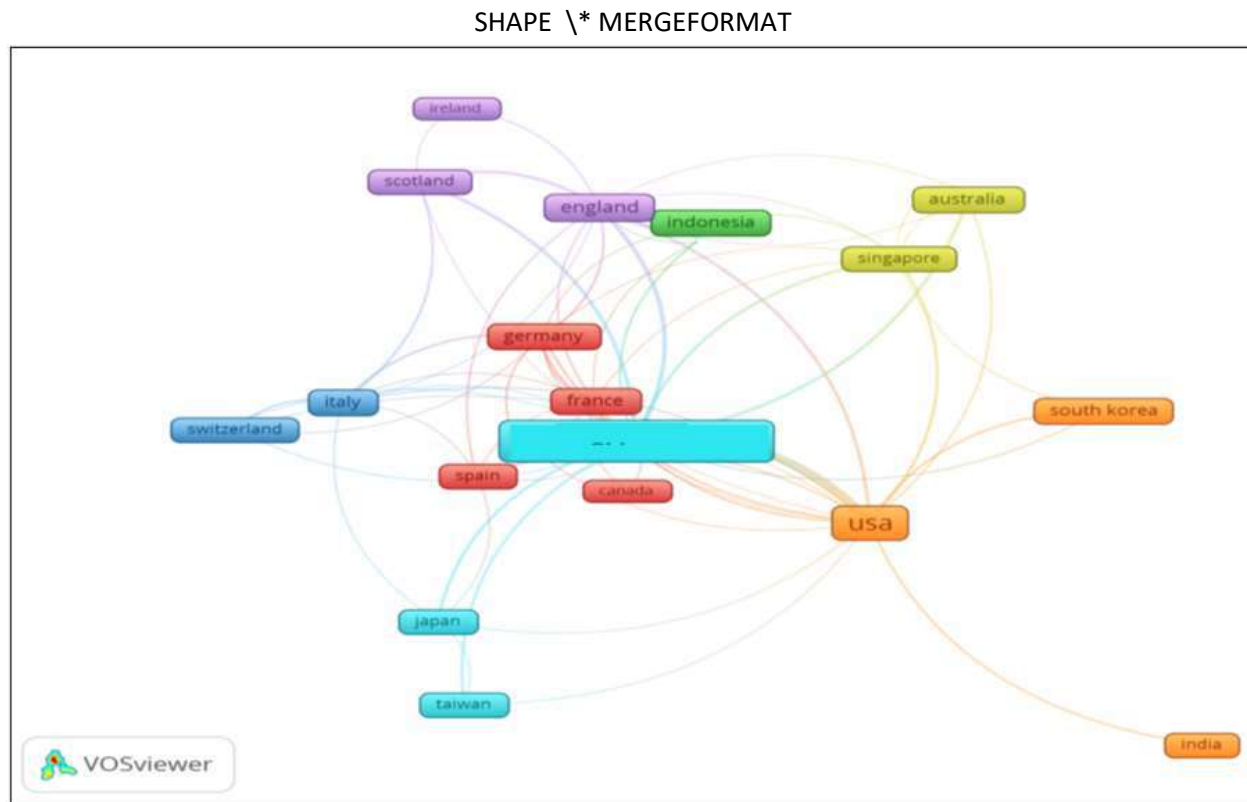 SHAPE \* MERGEFORMAT
ireland
scotland
england
indonesia
australia
singapore
germany
italy
france
switzerland
south korea
spain
canada
usa
japan
taiwan
india
VOSviewer